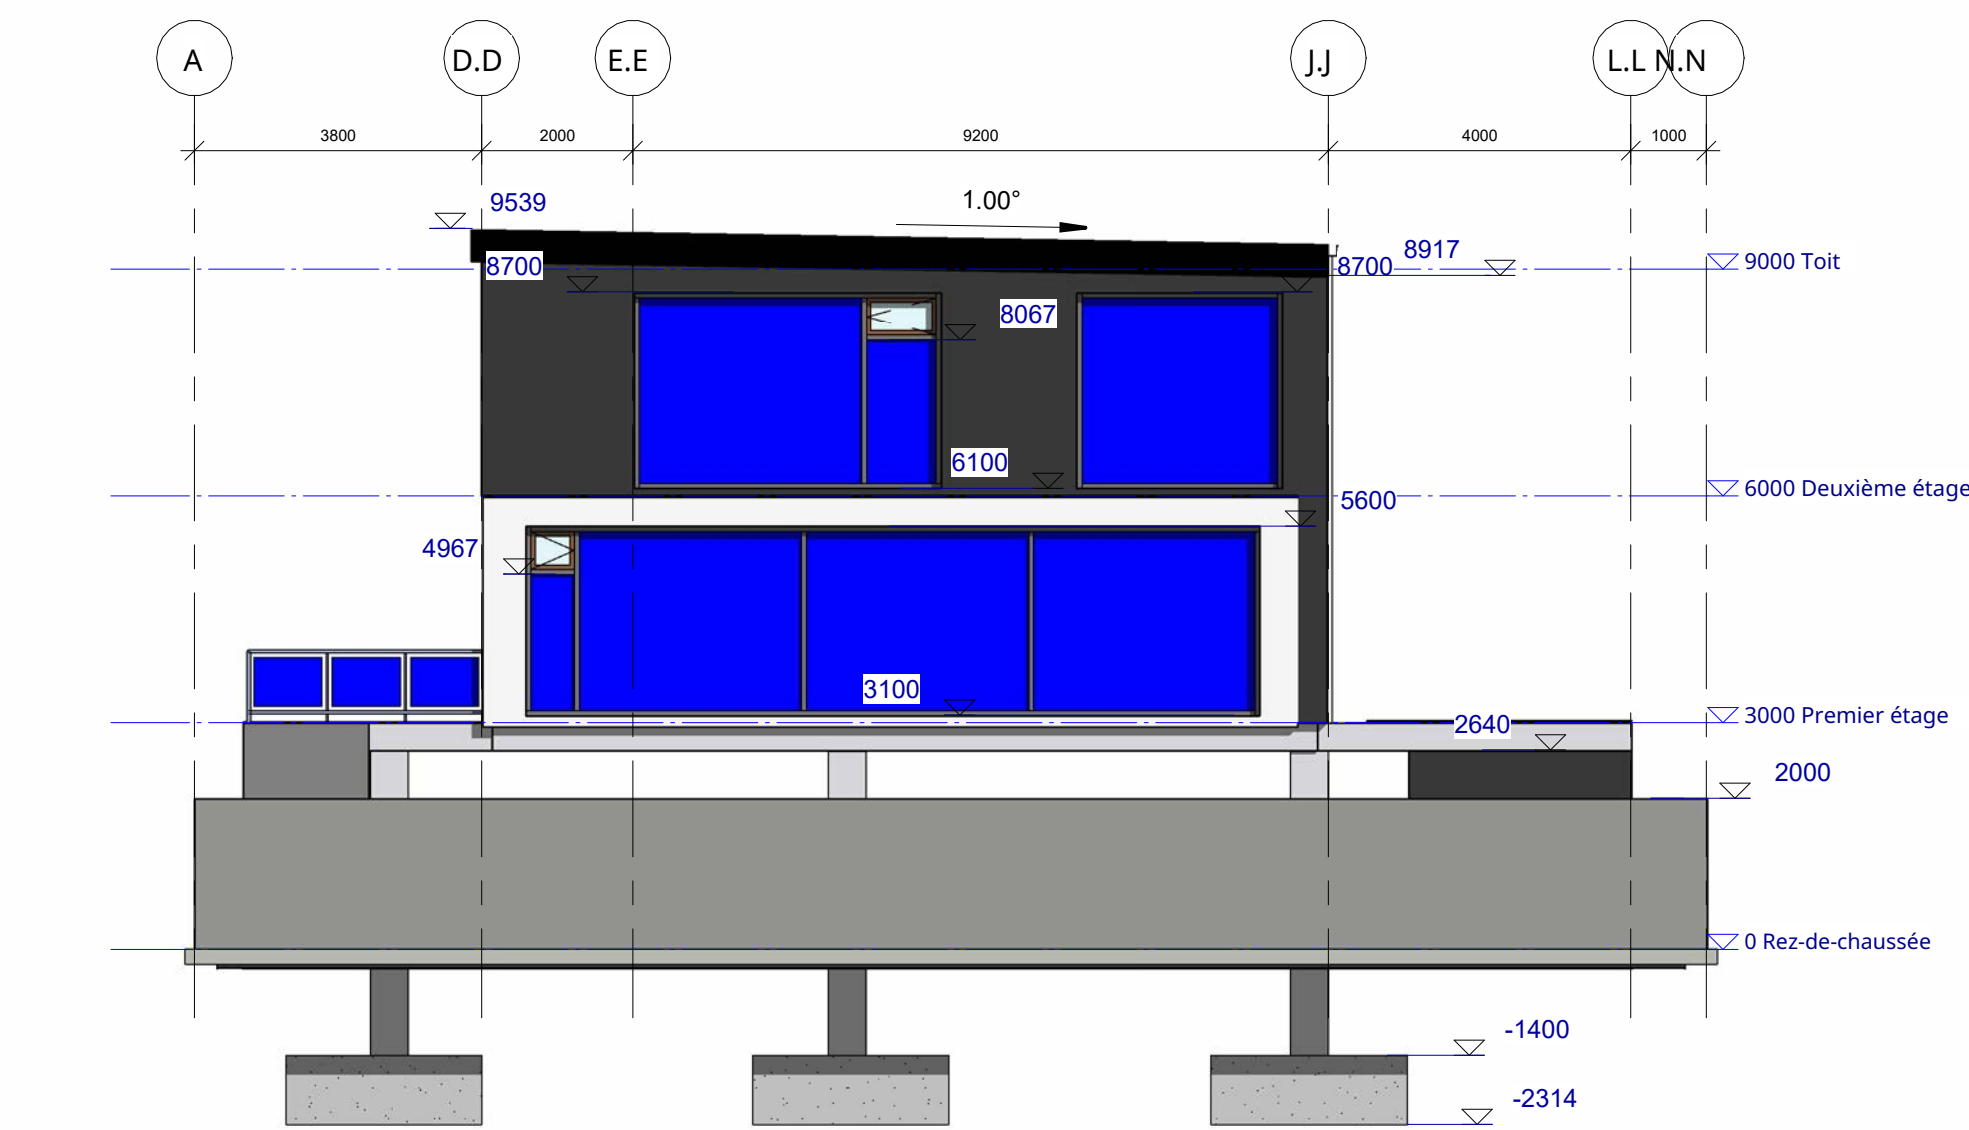 A
D.D
E.E
J.J
L.L
N.N
3800
2000
9200
4000
1000
9539
1.00°
8700
8700
8917
9000 Toit
8067
6100
6000 Deuxième étage
5600
4967
3100
3000 Premier étage
2640
2000
0 Rez-de-chaussée
-1400
-2314